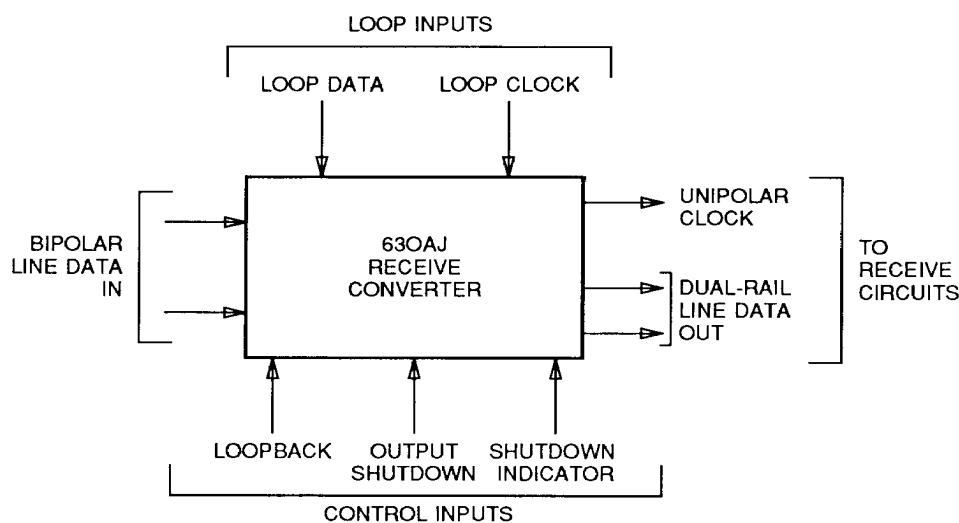 LOOP INPUTS
LOOP DATA
LOOP CLOCK
BIPOLAR
LINE DATA
IN
630AJ
RECEIVE
CONVERTER
UNIPOLAR
CLOCK
DUAL-RAIL
LINE DATA
OUT
TO
RECEIVE
CIRCUITS
LOOPBACK
OUTPUT
SHUTDOWN
SHUTDOWN
INDICATOR
CONTROL INPUTS